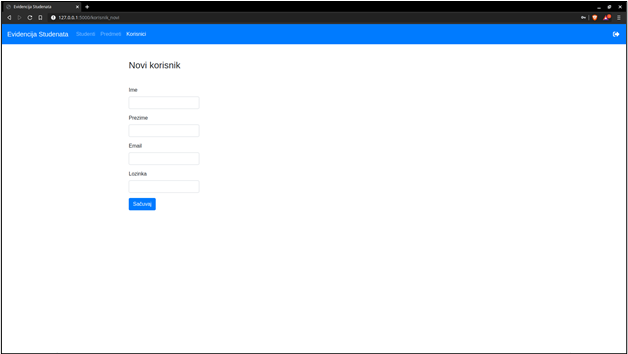 Evidencija Studenata
127.0.0.1:5000/korisnik_novi
Evidencija Studenata Studenti Predmeti Korisnici
Novi korisnik
Ime
Prezime
Email
Lozinka
Sačuvaj